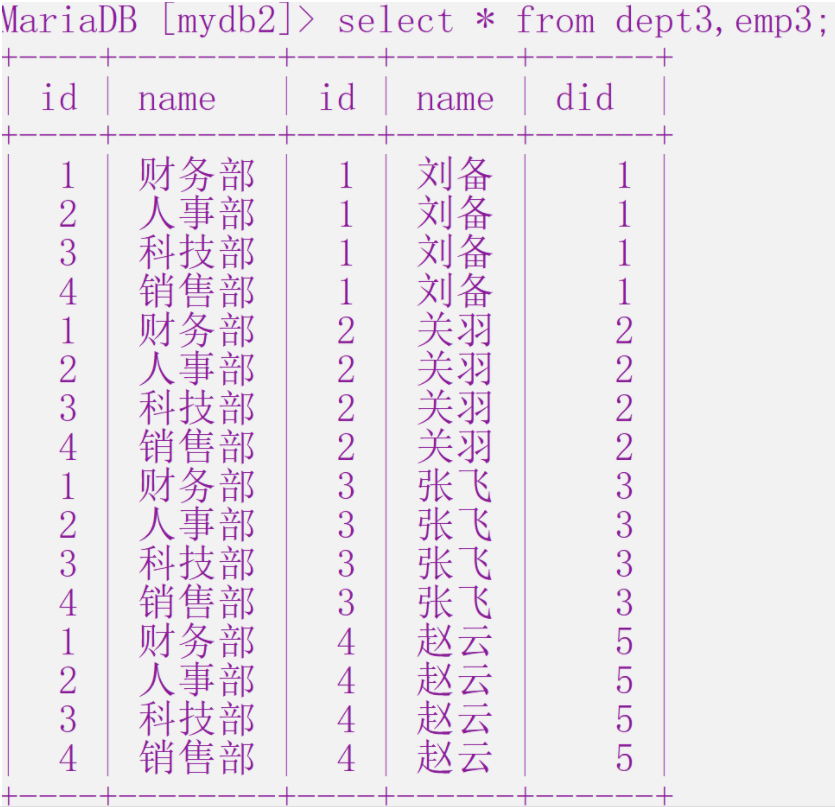 MariaDB [mydb2]> select * from dept3,emp3;
+----+--------+----+------+------+
| id | name | id | name | did |
+----+--------+----+------+------+
| 1 | 财务部 | 1 | 刘备 | 1 |
| 2 | 人事部 | 1 | 刘备 | 1 |
| 3 | 科技部 | 1 | 刘备 | 1 |
| 4 | 销售部 | 1 | 刘备 | 1 |
| 1 | 财务部 | 2 | 关羽 | 2 |
| 2 | 人事部 | 2 | 关羽 | 2 |
| 3 | 科技部 | 2 | 关羽 | 2 |
| 4 | 销售部 | 2 | 关羽 | 2 |
| 1 | 财务部 | 3 | 张飞 | 3 |
| 2 | 人事部 | 3 | 张飞 | 3 |
| 3 | 科技部 | 3 | 张飞 | 3 |
| 4 | 销售部 | 3 | 张飞 | 3 |
| 1 | 财务部 | 4 | 赵云 | 5 |
| 2 | 人事部 | 4 | 赵云 | 5 |
| 3 | 科技部 | 4 | 赵云 | 5 |
| 4 | 销售部 | 4 | 赵云 | 5 |
+----+--------+----+------+------+